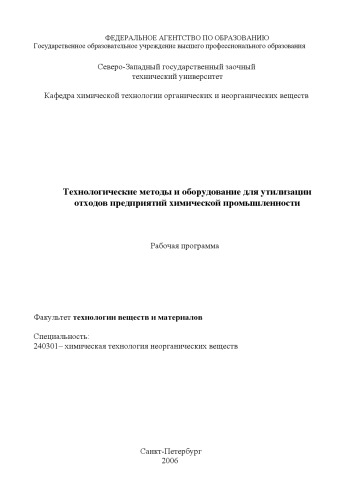 ФЕДЕРАЛЬНОЕ АГЕНТСТВО ПО ОБРАЗОВАНИЮ
Государственное образовательное учреждение высшего профессионального образования
Северо-Западный государственный заочный
технический университет
Кафедра химической технологии органических и неорганических веществ
Технологические методы и оборудование для утилизации
отходов предприятий химической промышленности
Рабочая программа
Факультет технологии веществ и материалов
Специальность:
240301– химическая технология неорганических веществ
Санкт-Петербург
2006